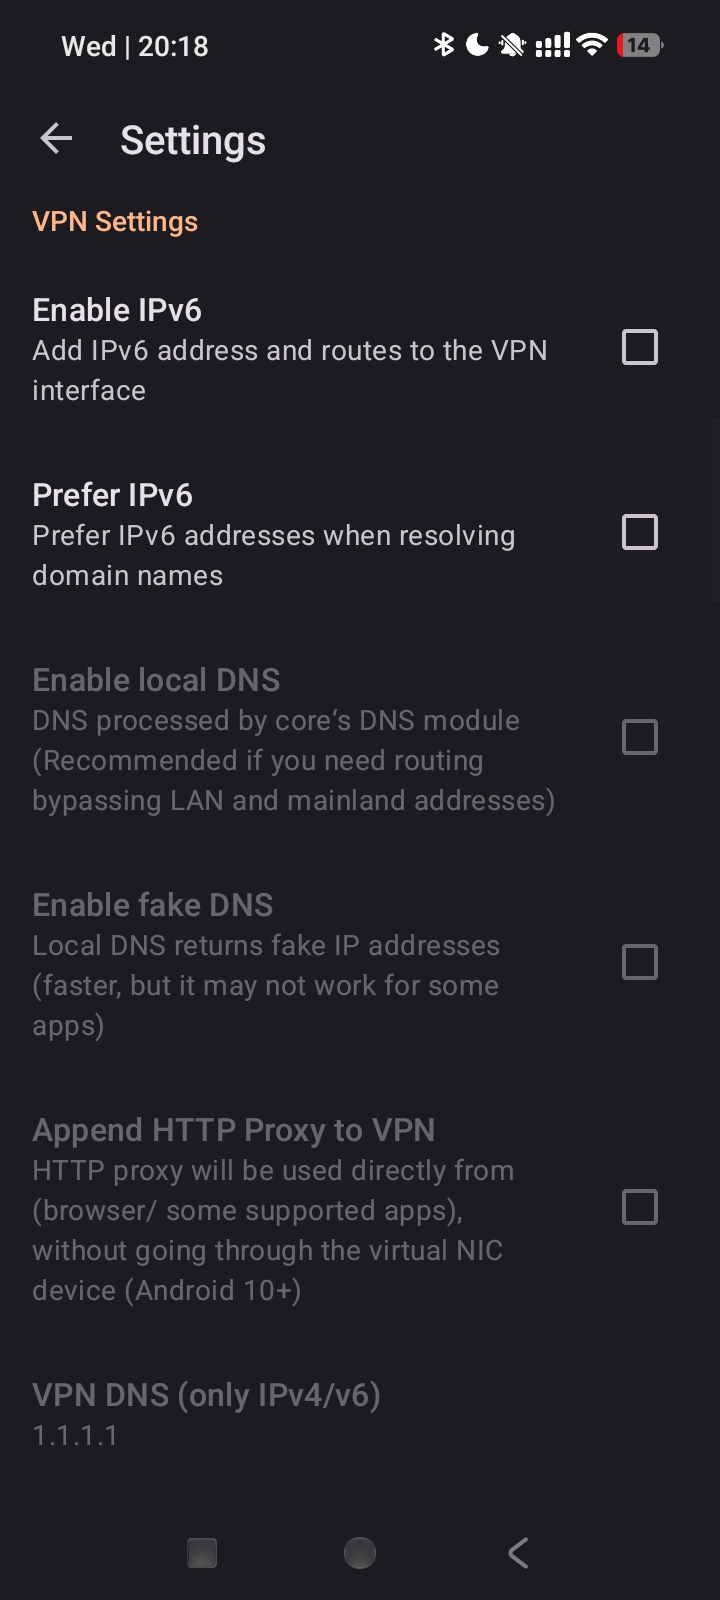 Wed | 20:18
14
Settings
VPN Settings
Enable IPv6
Add IPv6 address and routes to the VPN
interface
Prefer IPv6
Prefer IPv6 addresses when resolving
domain names
Enable local DNS
DNS processed by core‘s DNS module
(Recommended if you need routing
bypassing LAN and mainland addresses)
Enable fake DNS
Local DNS returns fake IP addresses
(faster, but it may not work for some
apps)
Append HTTP Proxy to VPN
HTTP proxy will be used directly from
(browser/ some supported apps),
without going through the virtual NIC
device (Android 10+)
VPN DNS (only IPv4/v6)
1.1.1.1